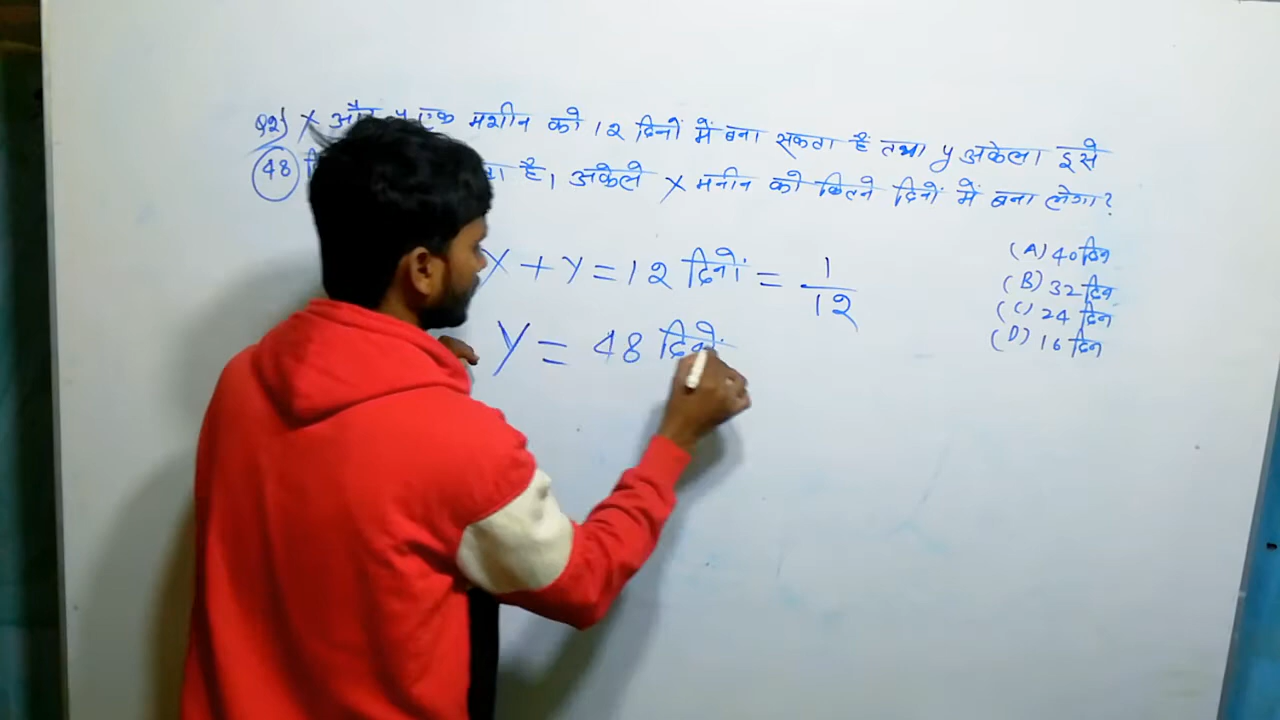 Q2) X और y एक मशीन को 12 दिनों में बना सकता हैं तथा y अकेला इसे
48 है, अकेले X मशीन को कितने दिनों में बना लेगा?
X + Y = 12 दिनों = 1/12
Y = 48 दिनों
(A) 40 दिन
(B) 32 दिन
(C) 24 दिन
(D) 16 दिन